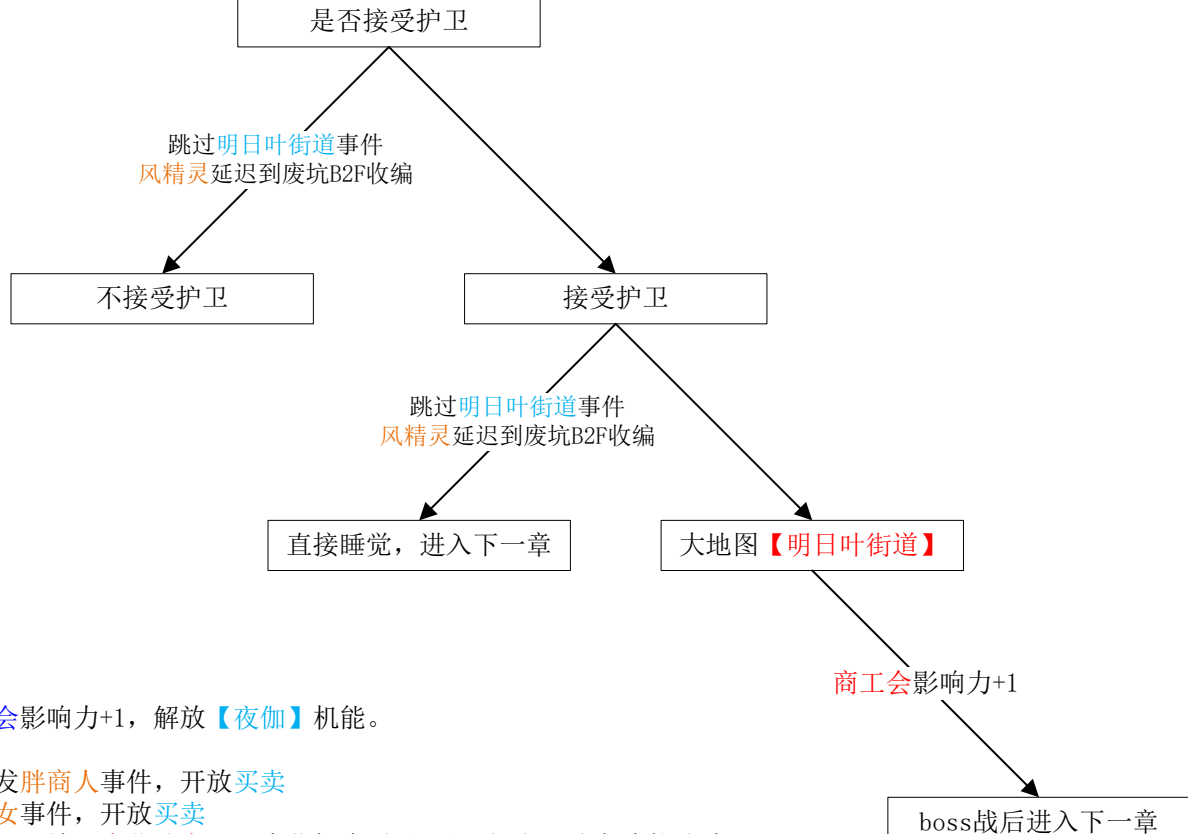 是否接受护卫
跳过明日叶街道事件
风精灵延迟到废坑B2F收编
不接受护卫
接受护卫
跳过明日叶街道事件
风精灵延迟到废坑B2F收编
直接睡觉，进入下一章
大地图【明日叶街道】
商工会影响力+1
会影响力+1，解放【夜伽】机能。
发胖商人事件，开放买卖
女事件，开放买卖
boss战后进入下一章